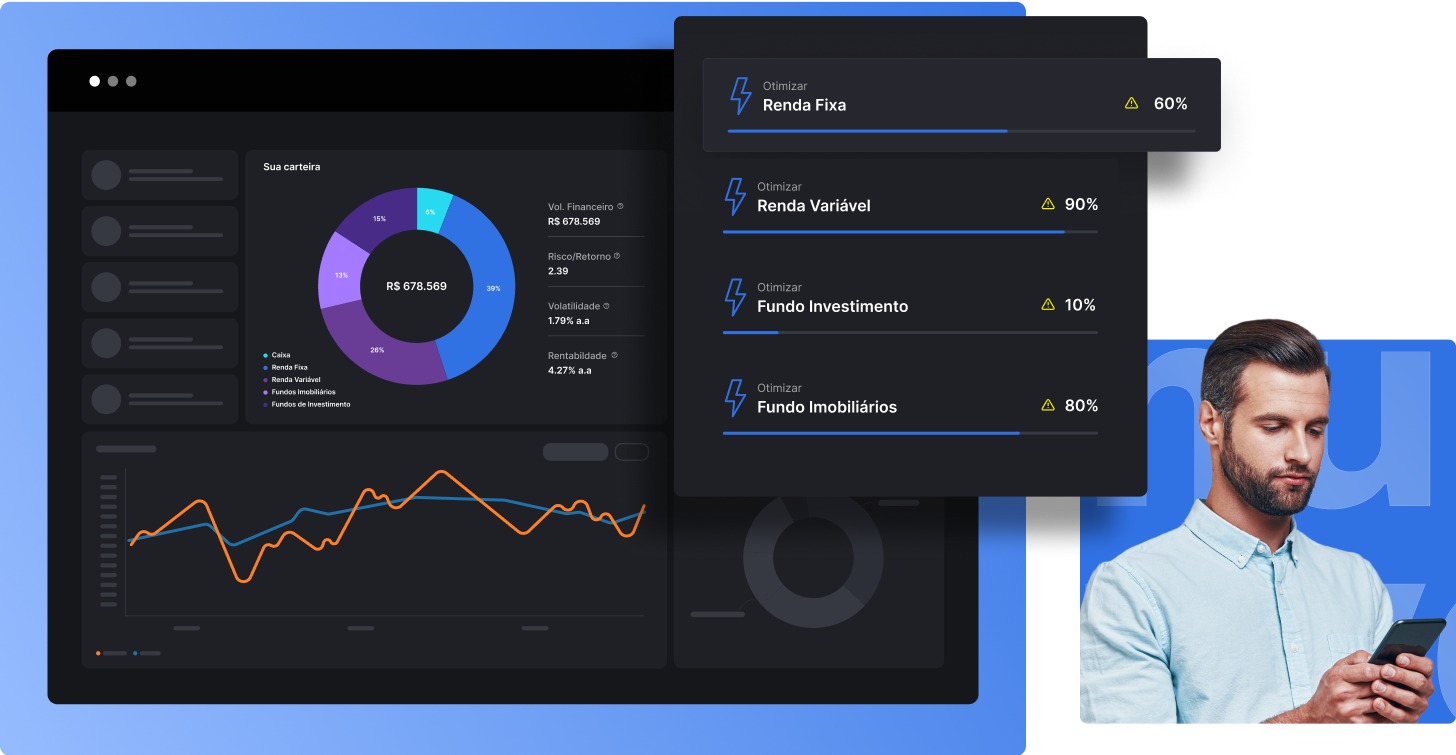 Sua carteira
6%
15%
13%
R$ 678.569
39%
26%
Caixa
Renda Fixa
Renda Variável
Fundos Imobiliários
Fundos de Investimento
Vol. Financeiro
R$ 678.569
Risco/Retorno
2.39
Volatilidade
1.79% a.a
Rentabildade
4.27% a.a
Otimizar
Renda Fixa
60%
Otimizar
Renda Variável
90%
Otimizar
Fundo Investimento
10%
Otimizar
Fundo Imobiliários
80%
nu